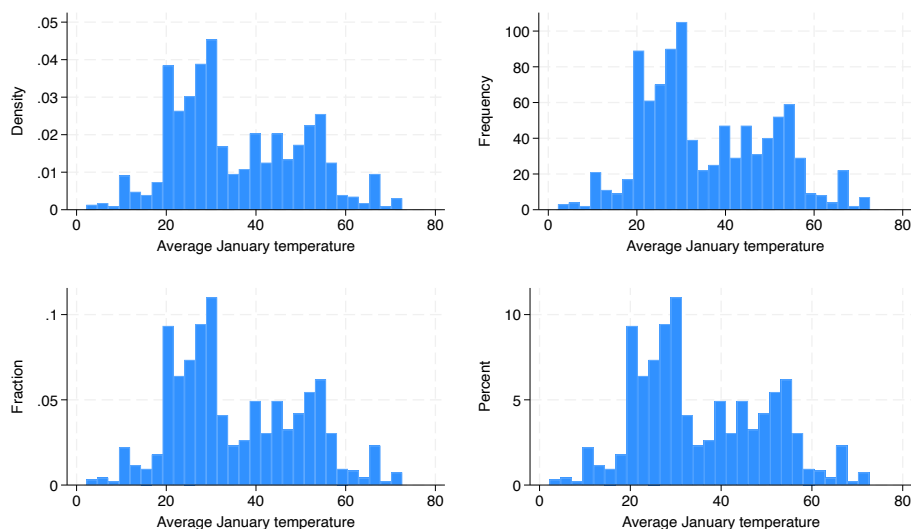 Density
.05
.04
.03
.02
.01
0
0 20 40 60 80
Average January temperature
Frequency
100
80
60
40
20
0
0 20 40 60 80
Average January temperature
Fraction
.1
.05
0
0 20 40 60 80
Average January temperature
Percent
10
5
0
0 20 40 60 80
Average January temperature